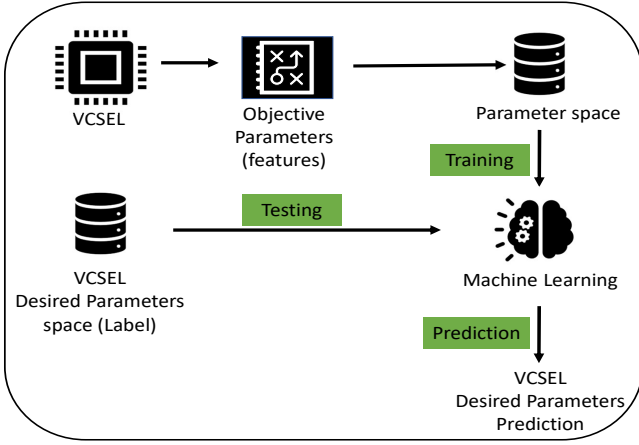 VCSEL
Objective
Parameters
(features)
Parameter space
Training
Testing
VCSEL
Desired Parameters
space (Label)
Machine Learning
Prediction
VCSEL
Desired Parameters
Prediction